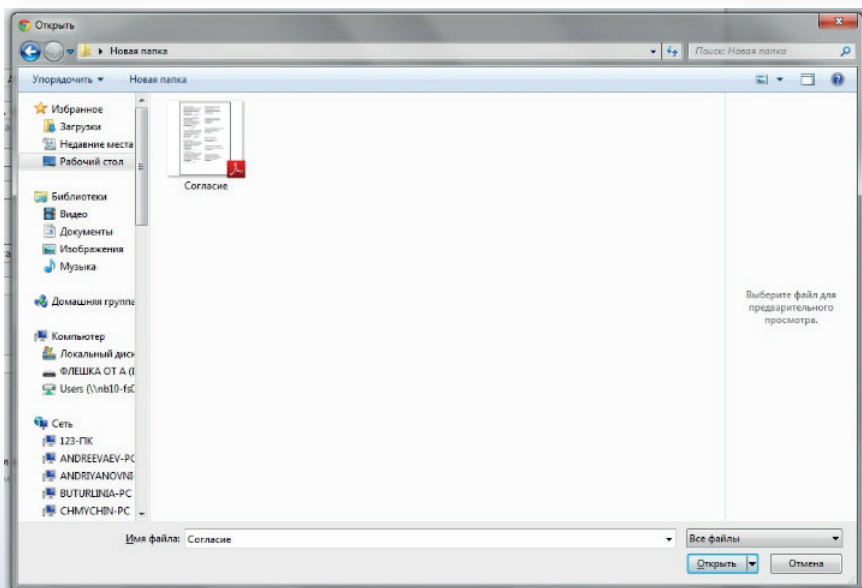 Открыть
Новая папка
Поиск: Новая папка
Упорядочить
Новая папка
Избранное
Загрузки
Недавние места
Рабочий стол
Библиотеки
Видео
Документы
Изображения
Музыка
Домашняя группа
Компьютер
Локальный диск
ФЛЕШКА ОТ А (
Users (\\nb10-fs
Сеть
123-ПК
ANDREEVAEV-PC
ANDRIYANOVNI
BUTURLINIA-PC
CHMYCHIN-PC
Согласие
Выберите файл для
предварительного
просмотра.
Имя файла: Согласие
Все файлы
Открыть
Отмена